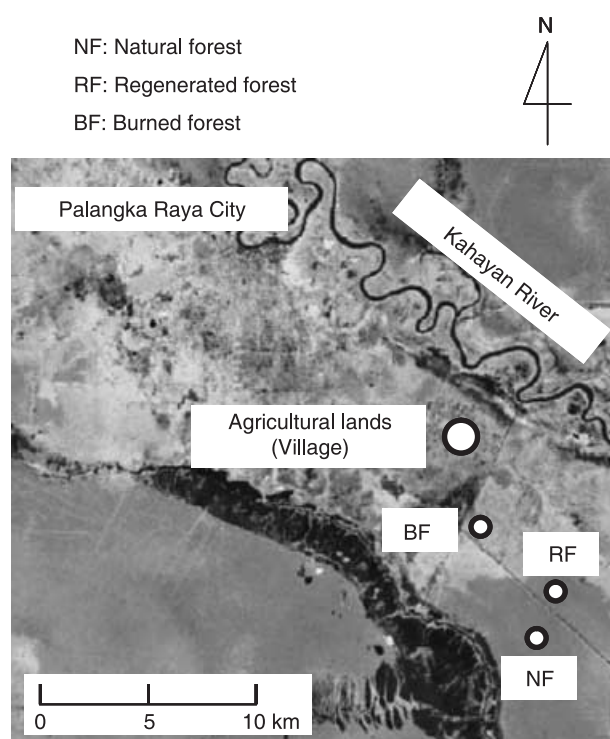 NF: Natural forest
RF: Regenerated forest
BF: Burned forest
N
Palangka Raya City
Kahayan River
Agricultural lands
(Village)
BF
RF
NF
0 5 10 km